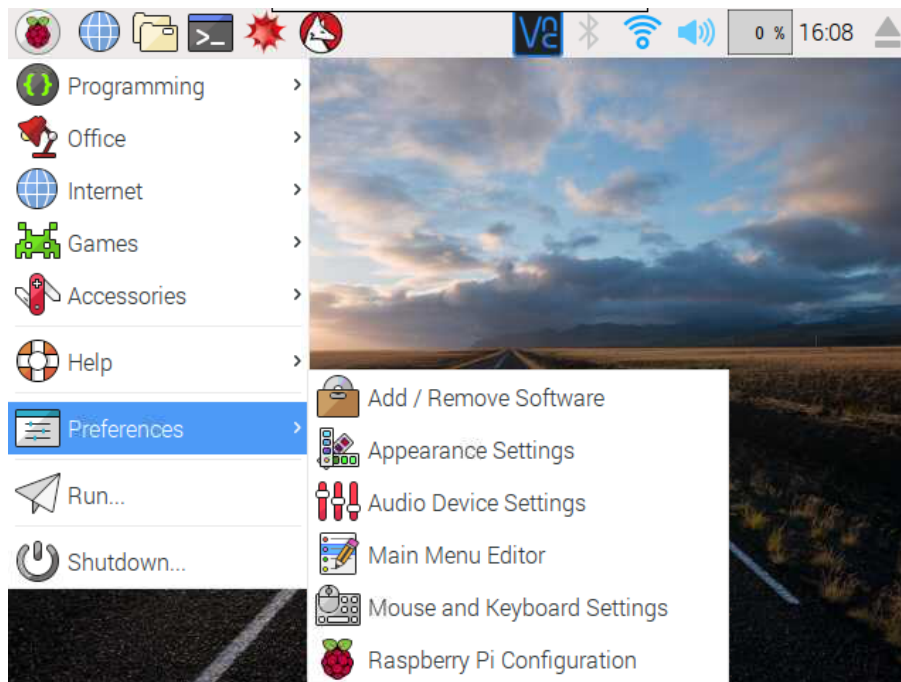 >_
V2
0 %
16:08
Programming
Office
Internet
Games
Accessories
Help
Preferences
Run...
Shutdown...
Add / Remove Software
Appearance Settings
Audio Device Settings
Main Menu Editor
Mouse and Keyboard Settings
Raspberry Pi Configuration